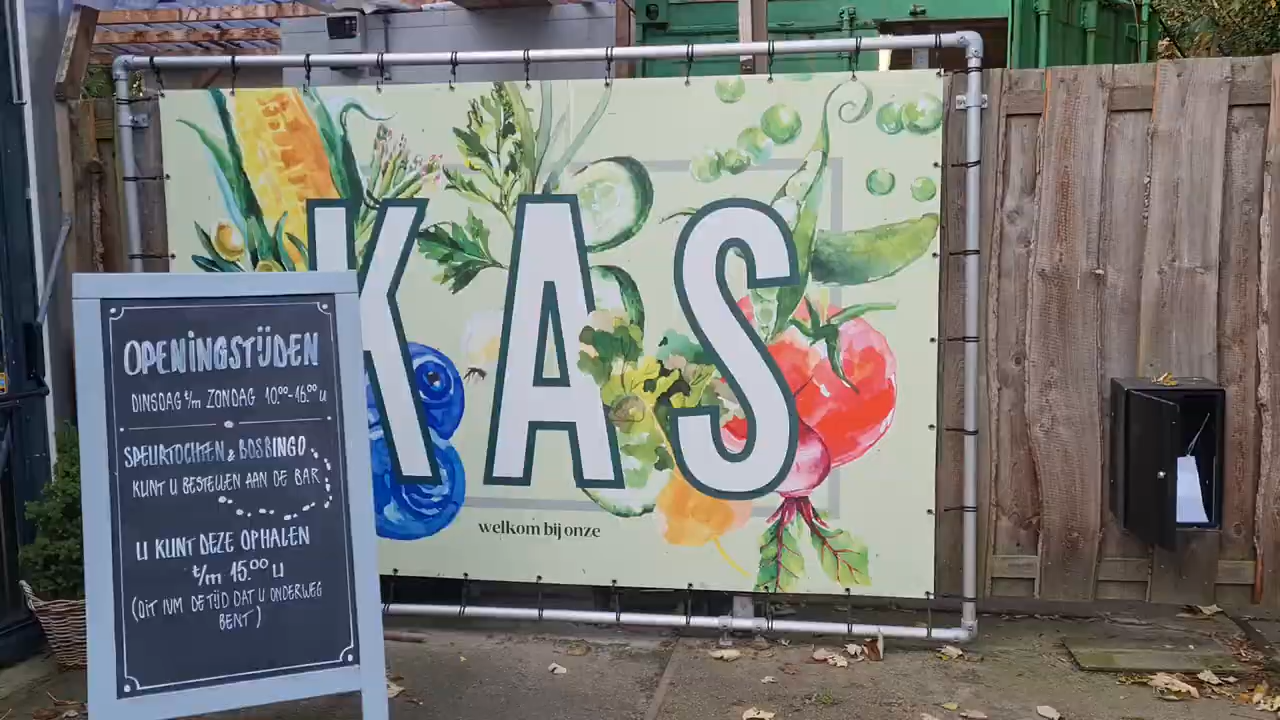 OPENINGSTIJDEN
DINSDAG t/m ZONDAG 10.00-16.00 u
SPEURTOCHTEN & BOSBINGO
KUNT U BESTELLEN AAN DE BAR
U KUNT DEZE OPHALEN
t/m 15.00 U
(DIT IVM DE TIJD DAT U ONDERWEG
BENT)
KAS
welkom bij onze